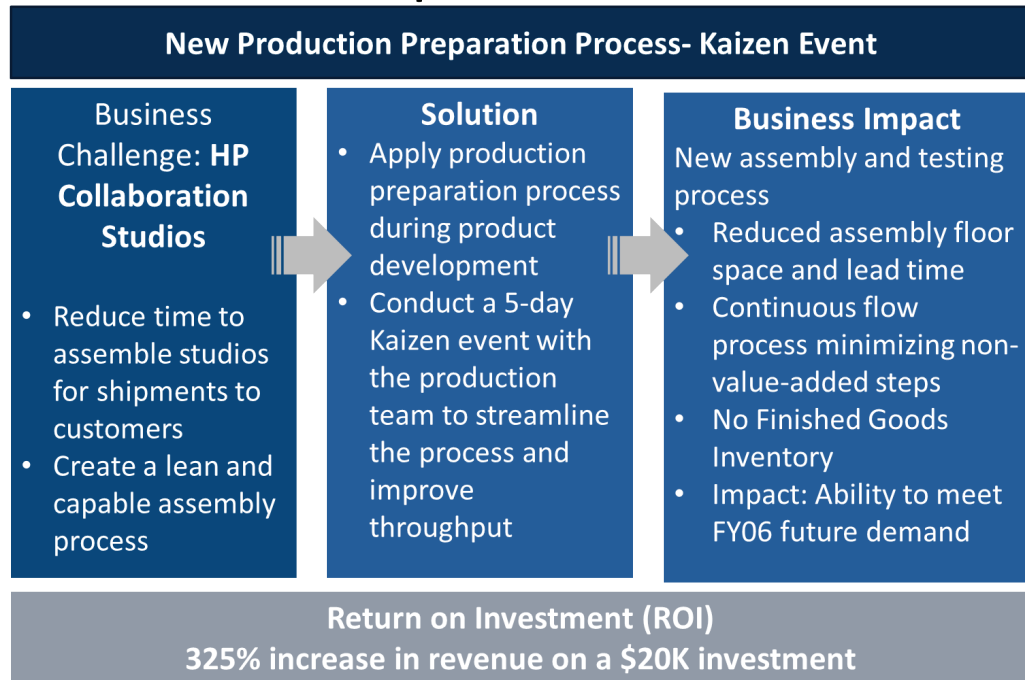 New Production Preparation Process- Kaizen Event
Business
Challenge: HP
Collaboration
Studios
• Reduce time to
assemble studios
for shipments to
customers
• Create a lean and
capable assembly
process
Solution
• Apply production
preparation process
during product
development
• Conduct a 5-day
Kaizen event with
the production
team to streamline
the process and
improve
throughput
Business Impact
New assembly and testing
process
• Reduced assembly floor
space and lead time
• Continuous flow
process minimizing non-
value-added steps
• No Finished Goods
Inventory
• Impact: Ability to meet
FY06 future demand
Return on Investment (ROI)
325% increase in revenue on a $20K investment